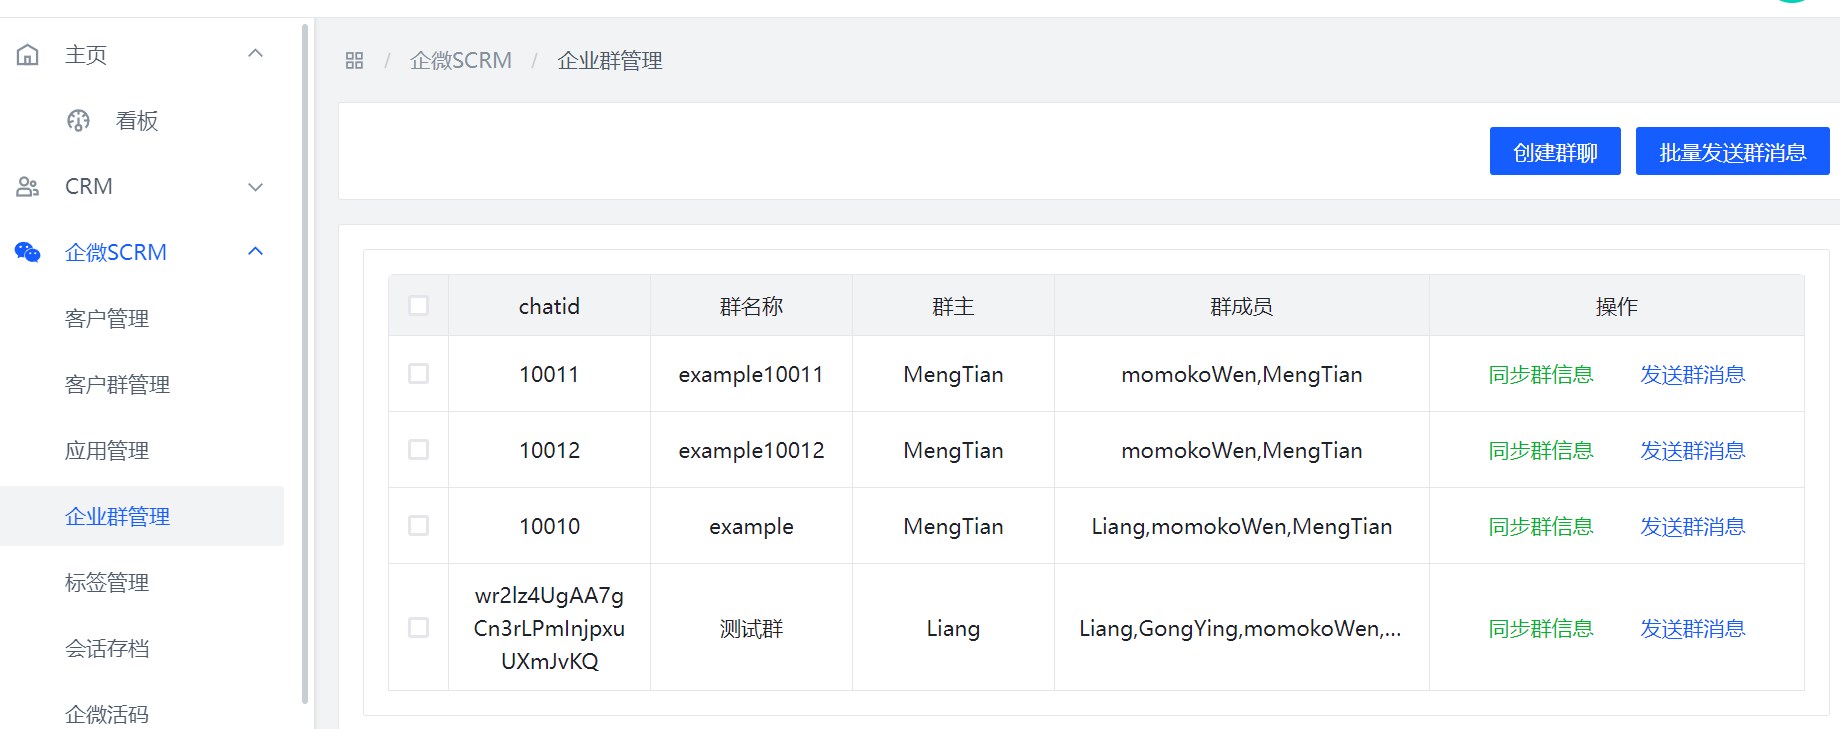 主页
看板
CRM
企微SCRM
客户管理
客户群管理
应用管理
企业群管理
标签管理
会话存档
企微活码
/ 企微SCRM / 企业群管理
创建群聊 批量发送群消息
chatid 群名称 群主 群成员 操作
10011 example10011 MengTian momokoWen,MengTian 同步群信息 发送群消息
10012 example10012 MengTian momokoWen,MengTian 同步群信息 发送群消息
10010 example MengTian Liang,momokoWen,MengTian 同步群信息 发送群消息
wr2lz4UgAA7g
Cn3rLPmInjpxu
UXmJvKQ
测试群 Liang Liang,GongYing,momokoWen,... 同步群信息 发送群消息